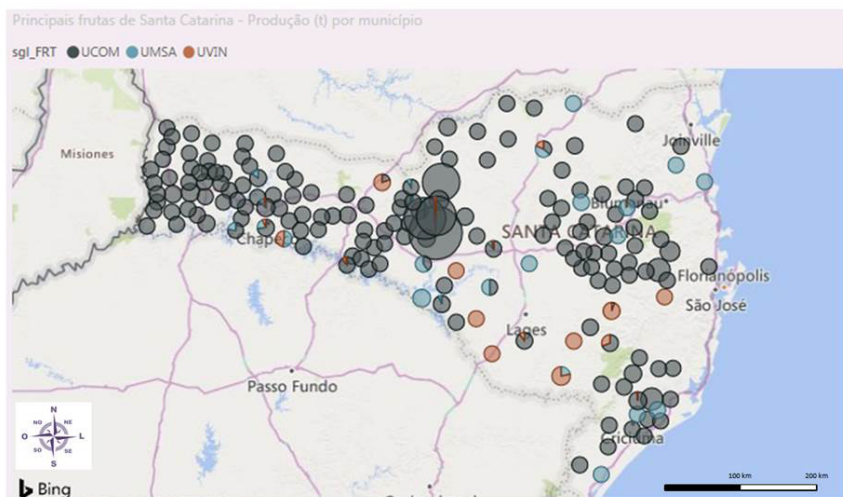 Principais frutas de Santa Catarina - Produção (t) por município
sgl_FRT UCOM UMSA UVIN
Misiones
Joinville
Blumenau
SANTA CATARINA
Chapecó
Florianópolis
São José
Lages
Passo Fundo
Criciúma
N
NO NE
O L
SO SE
S
Bing
100 km 200 km